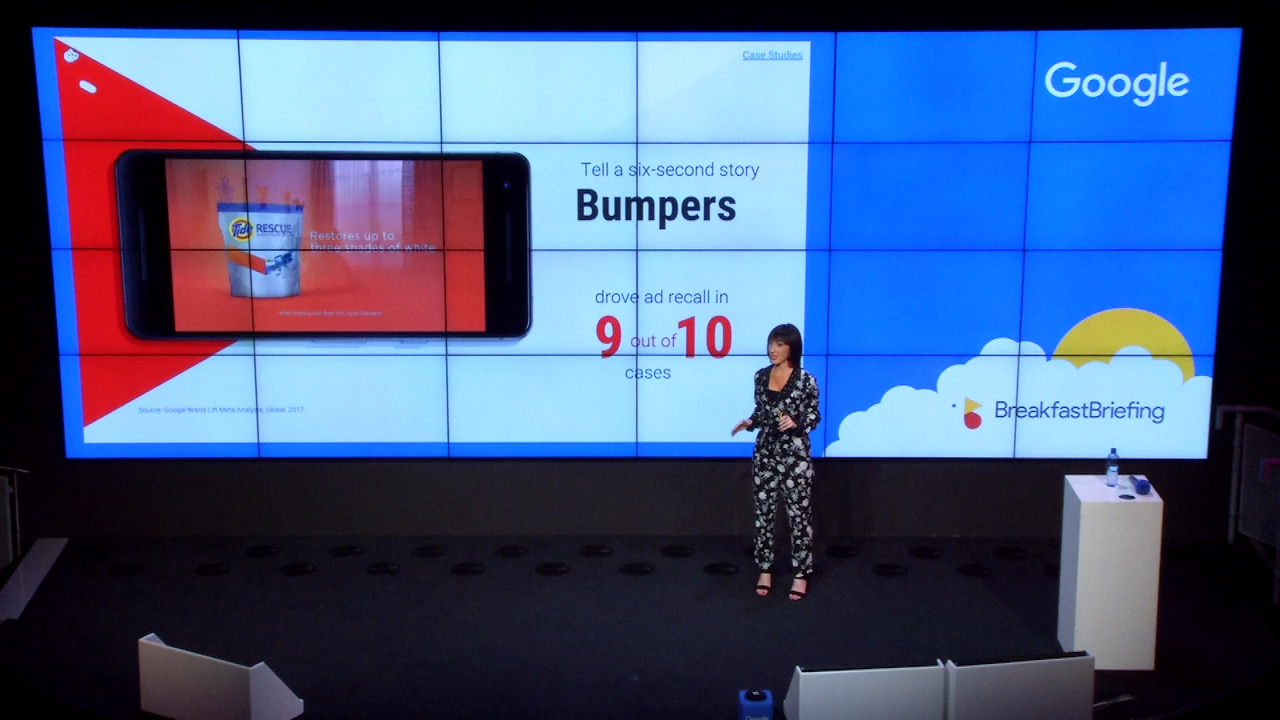 Case Studies
Google
Tell a six-second story
Bumpers
Tide RESCUE
Restores up to
three shades of white
drove ad recall in
9 out of 10
cases
Source: Google Brand Lift Meta Analysis, Global, 2017
BreakfastBriefing
Google